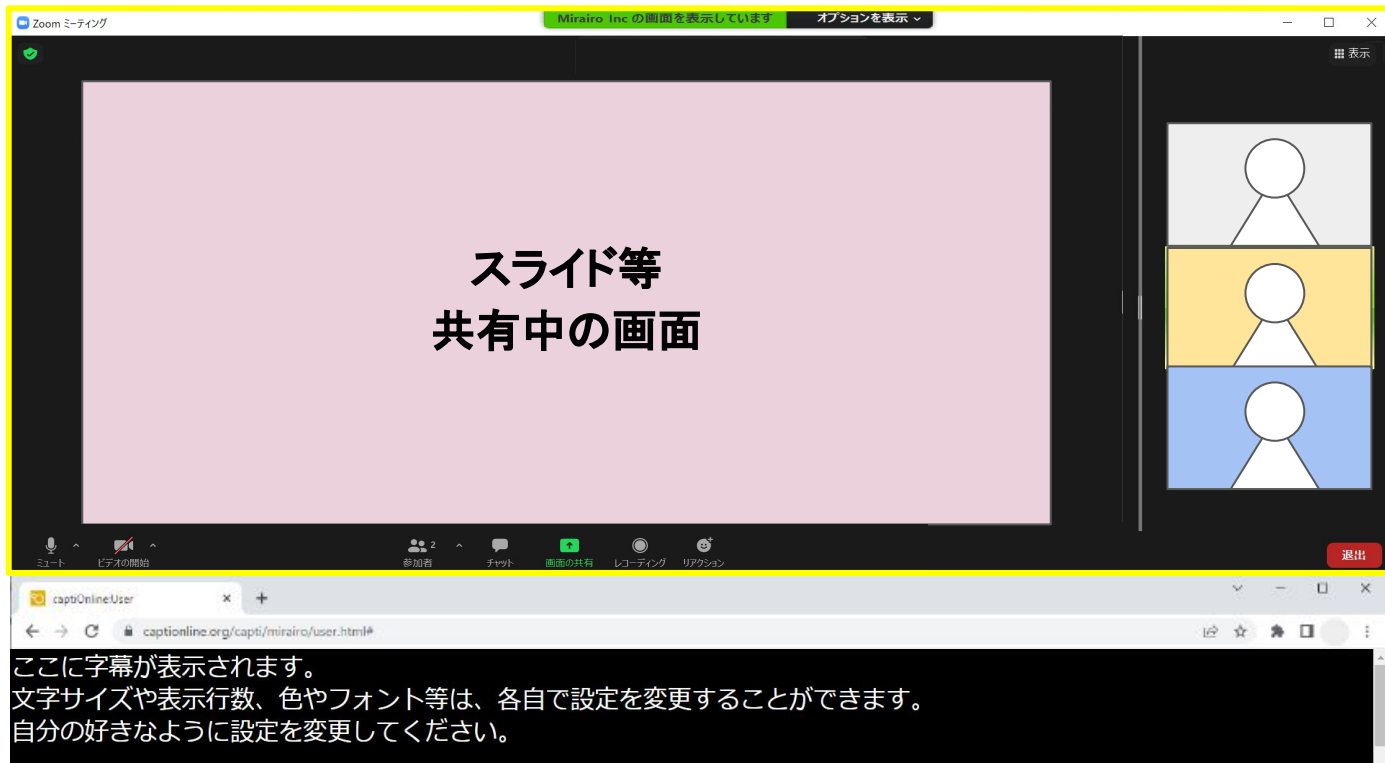 Zoom ミーティング
Mirairo Inc の画面を表示しています
オプションを表示
表示
スライド等
共有中の画面
ミュート
ビデオの開始
2
参加者
チャット
画面の共有
レコーディング
リアクション
退出
captiOnline:User
captionline.org/capti/mirairo/user.html#
ここに字幕が表示されます。
文字サイズや表示行数、色やフォント等は、各自で設定を変更することができます。
自分の好きなように設定を変更してください。